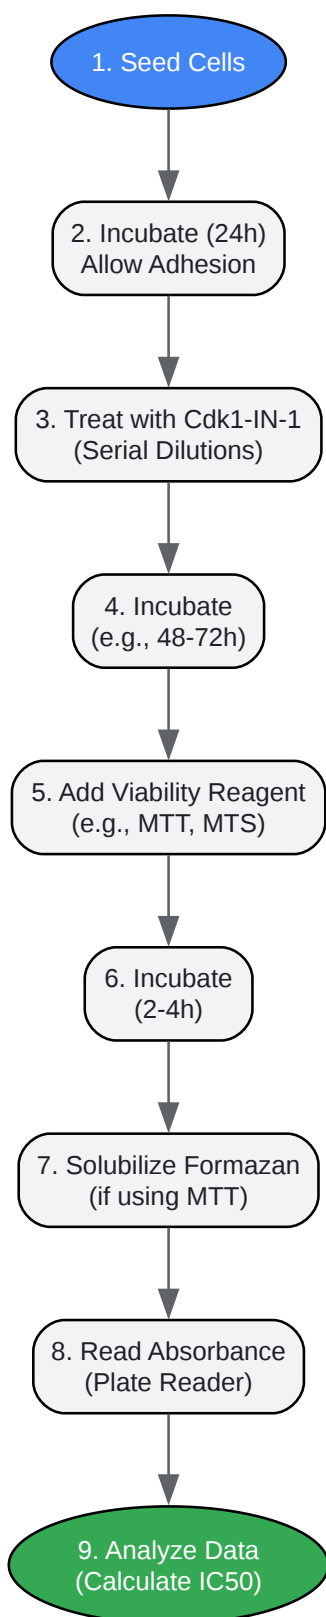 1. Seed Cells
2. Incubate (24h)
Allow Adhesion
3. Treat with Cdk1-IN-1
(Serial Dilutions)
4. Incubate
(e.g., 48-72h)
5. Add Viability Reagent
(e.g., MTT, MTS)
6. Incubate
(2-4h)
7. Solubilize Formazan
(if using MTT)
8. Read Absorbance
(Plate Reader)
9. Analyze Data
(Calculate IC50)